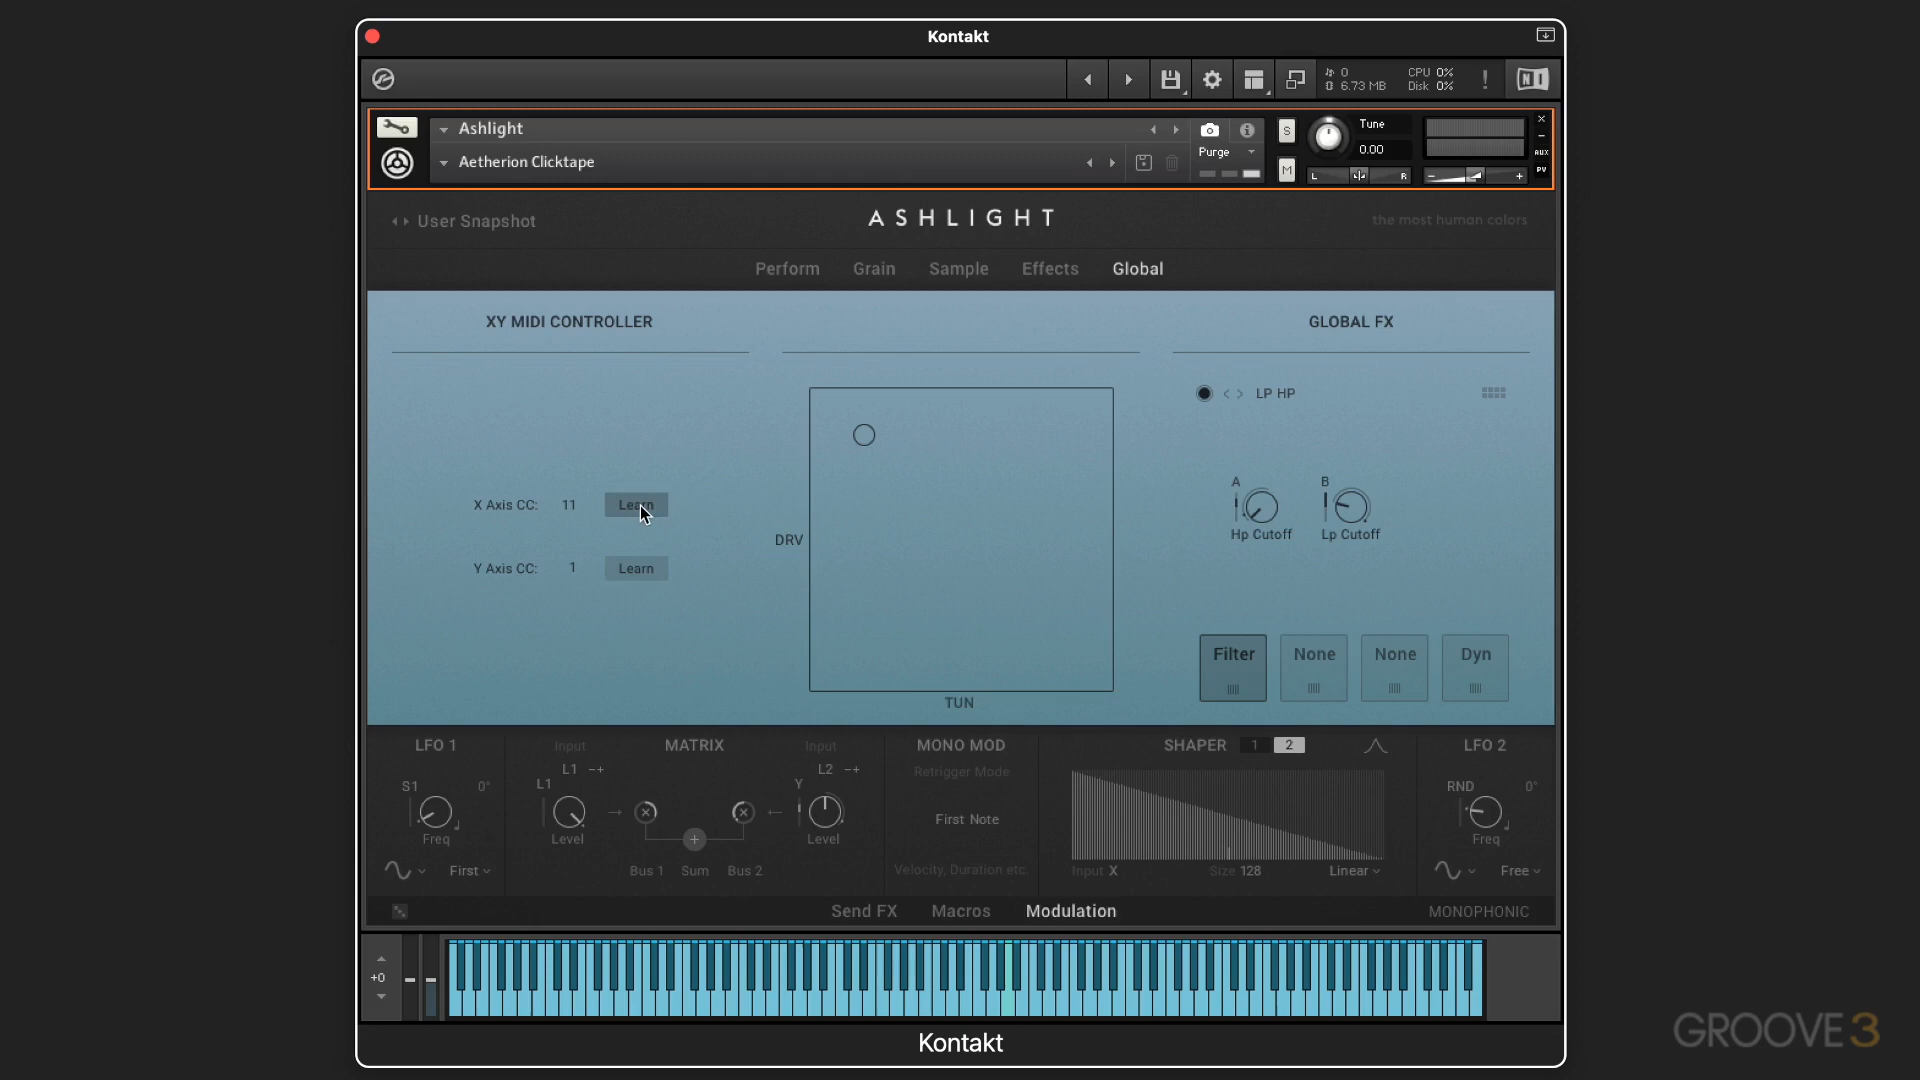 Kontakt
0
6.73 MB
CPU 0%
Disk 0%
!
NI
Ashlight
Aetherion Clicktape
Purge
S
M
Tune
0.00
L
R
AUX
PV
User Snapshot
ASHLIGHT
the most human colors
Perform
Grain
Sample
Effects
Global
XY MIDI CONTROLLER
GLOBAL FX
LP HP
X Axis CC: 11 Learn
Y Axis CC: 1 Learn
DRV
TUN
A
Hp Cutoff
B
Lp Cutoff
Filter
None
None
Dyn
LFO 1
S1
0°
Freq
First
MATRIX
Input
L1 -+
L1
Level
Bus 1
Sum
Bus 2
Input
L2 -+
Y
Level
MONO MOD
Retrigger Mode
First Note
Velocity, Duration etc.
SHAPER 1 2
Input X
Size 128
Linear
LFO 2
RND
0°
Freq
Free
Send FX
Macros
Modulation
MONOPHONIC
+0
Kontakt
GROOVE 3